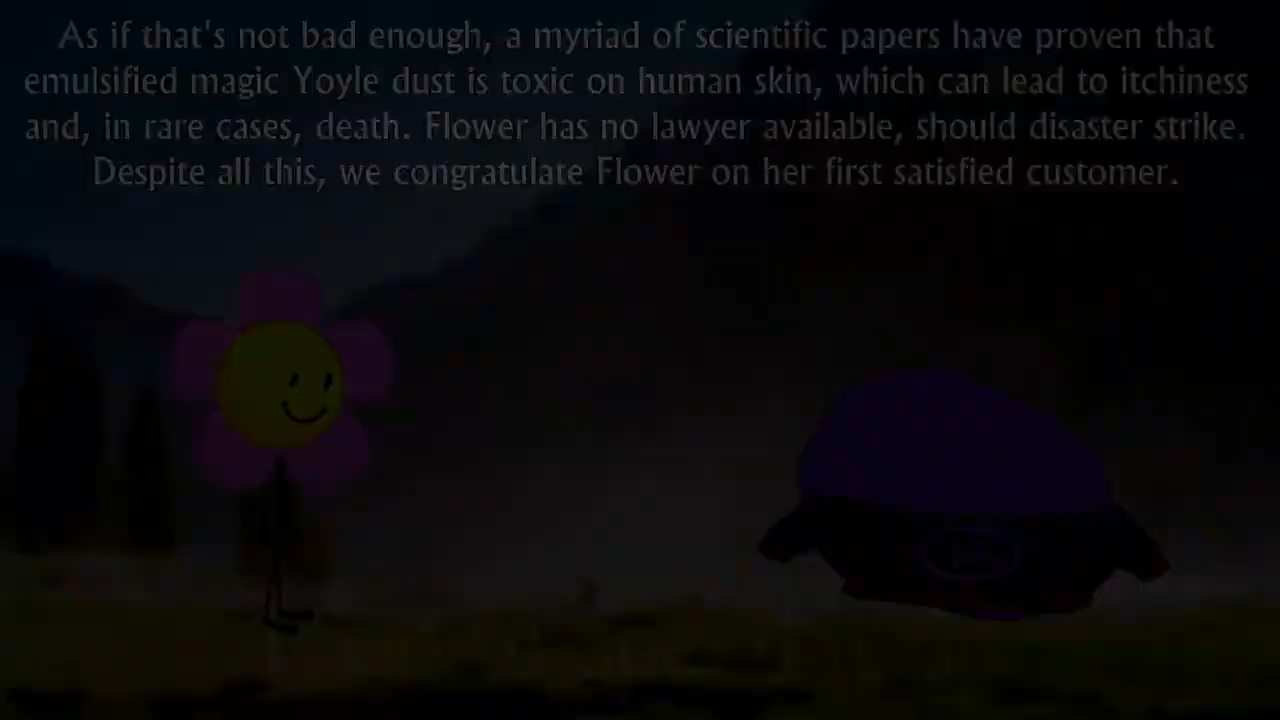 As if that's not bad enough, a myriad of scientific papers have proven that
emulsified magic Yoyle dust is toxic on human skin, which can lead to itchiness
and, in rare cases, death. Flower has no lawyer available, should disaster strike.
Despite all this, we congratulate Flower on her first satisfied customer.